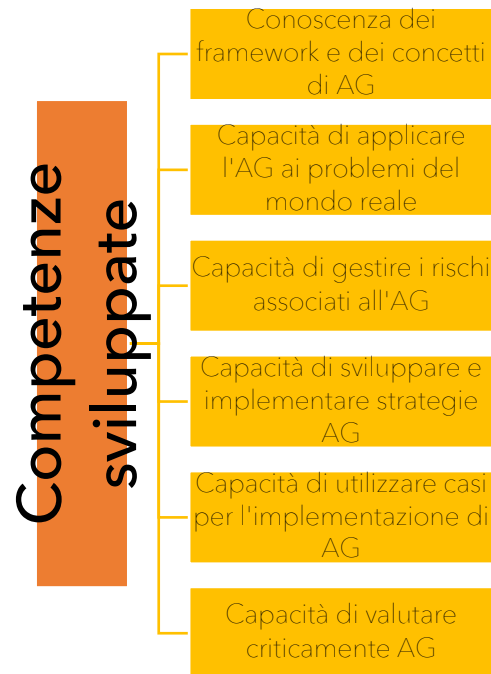 Competenze
sviluppate
Conoscenza dei
framework e dei concetti
di AG
Capacità di applicare
l'AG ai problemi del
mondo reale
Capacità di gestire i rischi
associati all'AG
Capacità di sviluppare e
implementare strategie
AG
Capacità di utilizzare casi
per l'implementazione di
AG
Capacità di valutare
criticamente AG